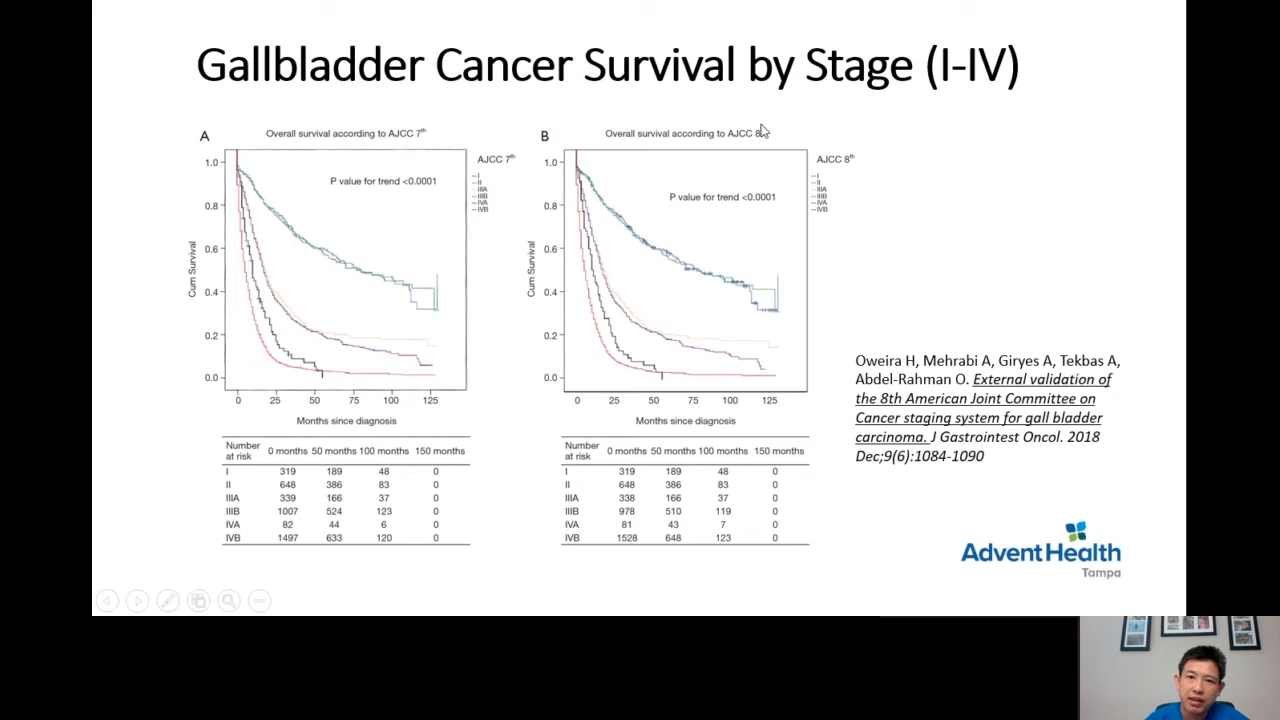 Gallbladder Cancer Survival by Stage (I-IV)
A
Overall survival according to AJCC 7th
AJCC 7th
I
II
IIIA
IIIB
IVA
IVB
P value for trend <0.0001
Cum Survival
1.0
0.8
0.6
0.4
0.2
0.0
0 25 50 75 100 125
Months since diagnosis
Number at risk 0 months 50 months 100 months 150 months
I 319 189 48 0
II 648 386 83 0
IIIA 339 166 37 0
IIIB 1007 524 123 0
IVA 82 44 6 0
IVB 1497 633 120 0
B
Overall survival according to AJCC 8
AJCC 8th
I
II
IIIA
IIIB
IVA
IVB
P value for trend <0.0001
Cum Survival
1.0
0.8
0.6
0.4
0.2
0.0
0 25 50 75 100 125
Months since diagnosis
Number at risk 0 months 50 months 100 months 150 months
I 319 189 48 0
II 648 386 83 0
IIIA 338 166 37 0
IIIB 978 510 119 0
IVA 81 43 7 0
IVB 1528 648 123 0
Oweira H, Mehrabi A, Giryes A, Tekbas A,
Abdel-Rahman O. External validation of
the 8th American Joint Committee on
Cancer staging system for gall bladder
carcinoma. J Gastrointest Oncol. 2018
Dec;9(6):1084-1090
AdventHealth
Tampa